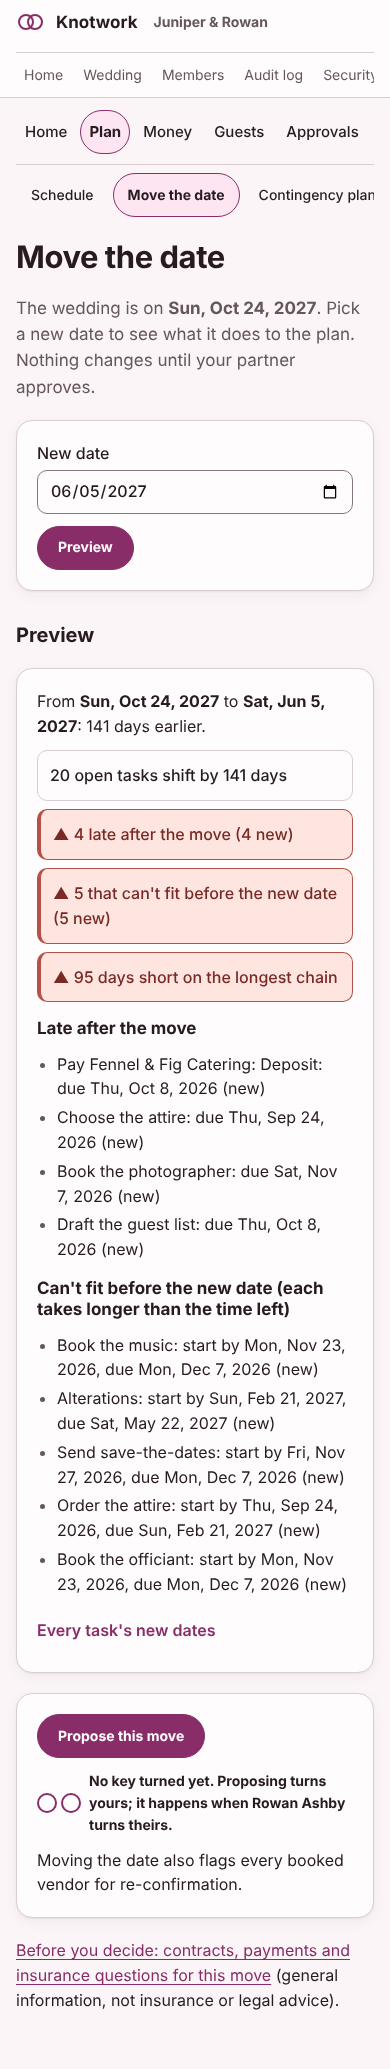 Knotwork Juniper & Rowan
Home Wedding Members Audit log Security
Home Plan Money Guests Approvals
Schedule Move the date Contingency plan
Move the date
The wedding is on Sun, Oct 24, 2027. Pick
a new date to see what it does to the plan.
Nothing changes until your partner
approves.
New date
06/05/2027
Preview
Preview
From Sun, Oct 24, 2027 to Sat, Jun 5,
2027: 141 days earlier.
20 open tasks shift by 141 days
▲ 4 late after the move (4 new)
▲ 5 that can't fit before the new date
(5 new)
▲ 95 days short on the longest chain
Late after the move
• Pay Fennel & Fig Catering: Deposit:
due Thu, Oct 8, 2026 (new)
• Choose the attire: due Thu, Sep 24,
2026 (new)
• Book the photographer: due Sat, Nov
7, 2026 (new)
• Draft the guest list: due Thu, Oct 8,
2026 (new)
Can't fit before the new date (each
takes longer than the time left)
• Book the music: start by Mon, Nov 23,
2026, due Mon, Dec 7, 2026 (new)
• Alterations: start by Sun, Feb 21, 2027,
due Sat, May 22, 2027 (new)
• Send save-the-dates: start by Fri, Nov
27, 2026, due Mon, Dec 7, 2026 (new)
• Order the attire: start by Thu, Sep 24,
2026, due Sun, Feb 21, 2027 (new)
• Book the officiant: start by Mon, Nov
23, 2026, due Mon, Dec 7, 2026 (new)
Every task's new dates
Propose this move
No key turned yet. Proposing turns
yours; it happens when Rowan Ashby
turns theirs.
Moving the date also flags every booked
vendor for re-confirmation.
Before you decide: contracts, payments and
insurance questions for this move (general
information, not insurance or legal advice).